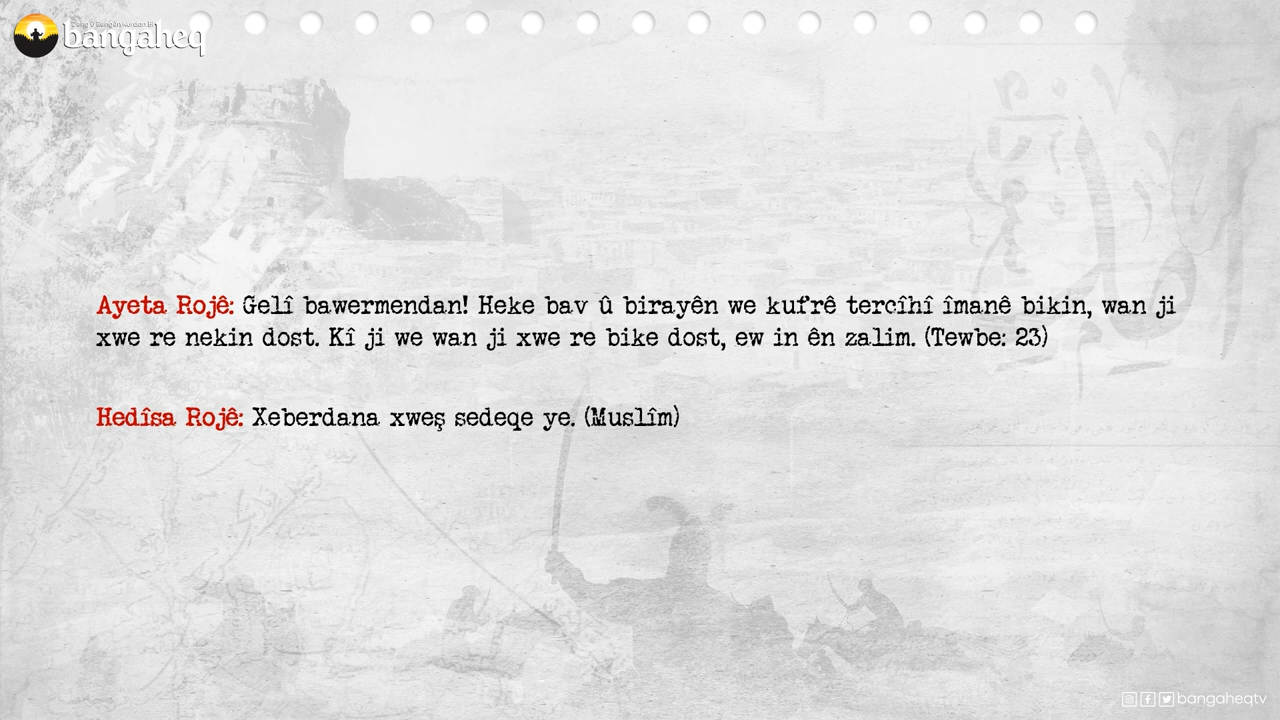 bangaheq
Ayeta Rojê: Gelî bawermendan! Heke bav û birayên we kufrê tercîhî îmanê bikin, wan ji
xwe re nekin dost. Kî ji we wan ji xwe re bike dost, ew in ên zalim. (Tewbe: 23)
Hedîsa Rojê: Xeberdana xweş sedeqe ye. (Muslîm)
bangaheqtv